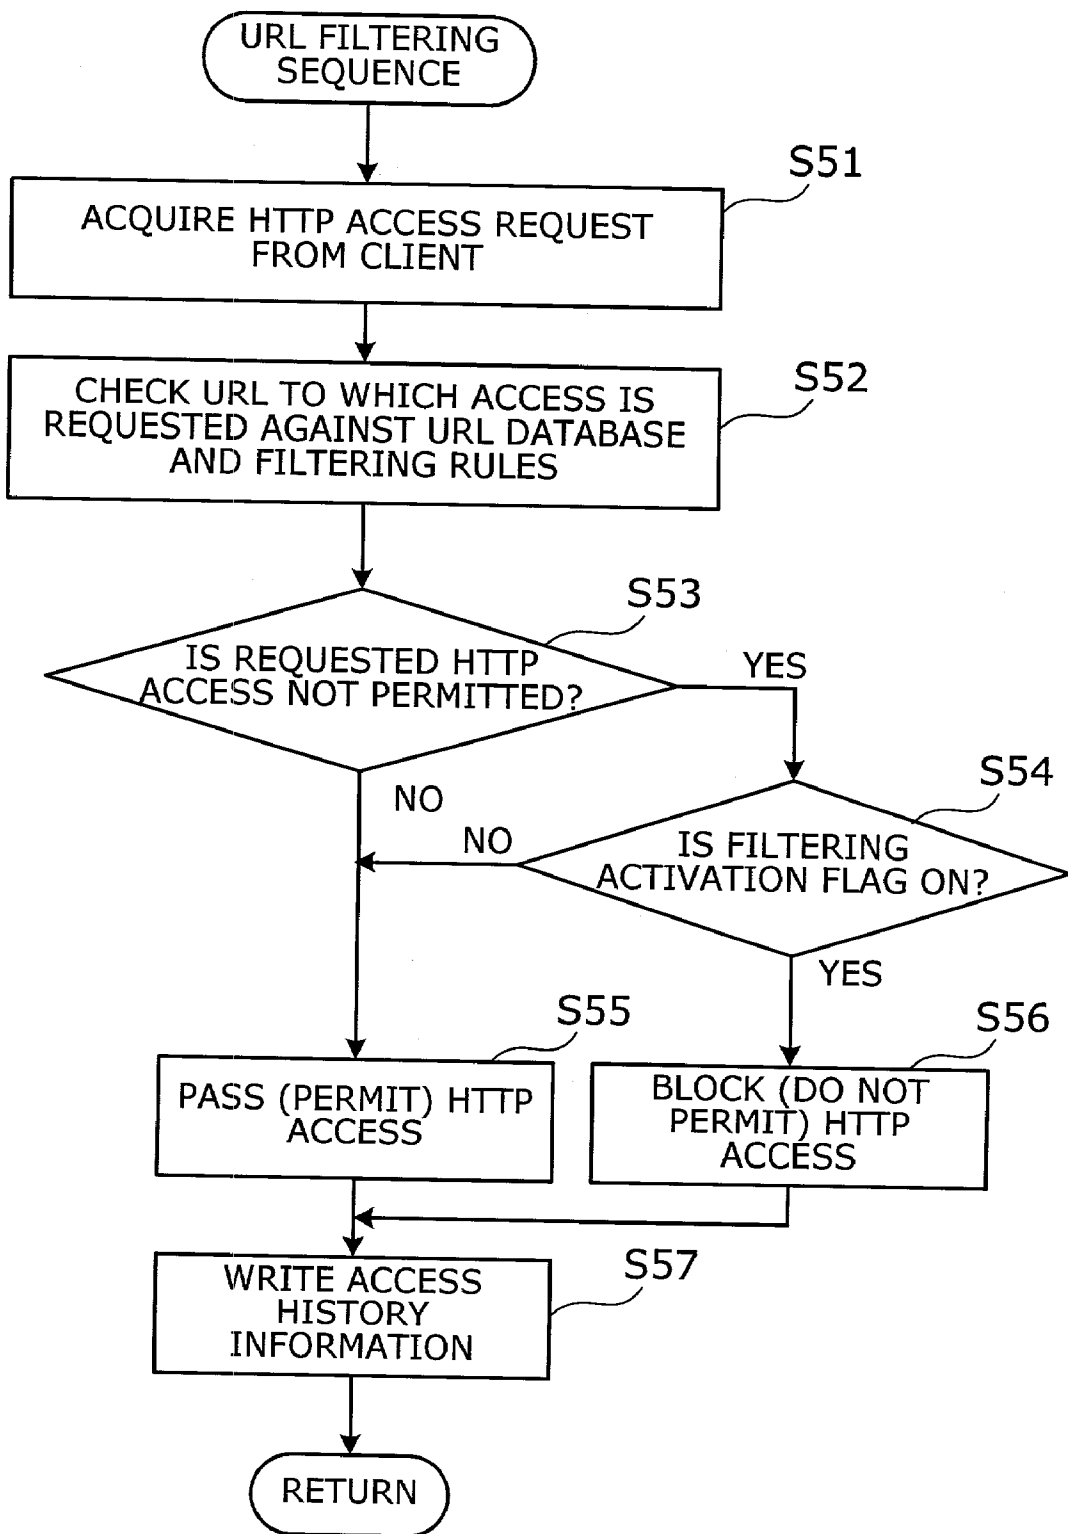 URL FILTERING
SEQUENCE
S51
ACQUIRE HTTP ACCESS REQUEST
FROM CLIENT
S52
CHECK URL TO WHICH ACCESS IS
REQUESTED AGAINST URL DATABASE
AND FILTERING RULES
S53
IS REQUESTED HTTP
ACCESS NOT PERMITTED?
YES
NO
S54
IS FILTERING
ACTIVATION FLAG ON?
NO
YES
S55
PASS (PERMIT) HTTP
ACCESS
S56
BLOCK (DO NOT
PERMIT) HTTP
ACCESS
S57
WRITE ACCESS
HISTORY
INFORMATION
RETURN